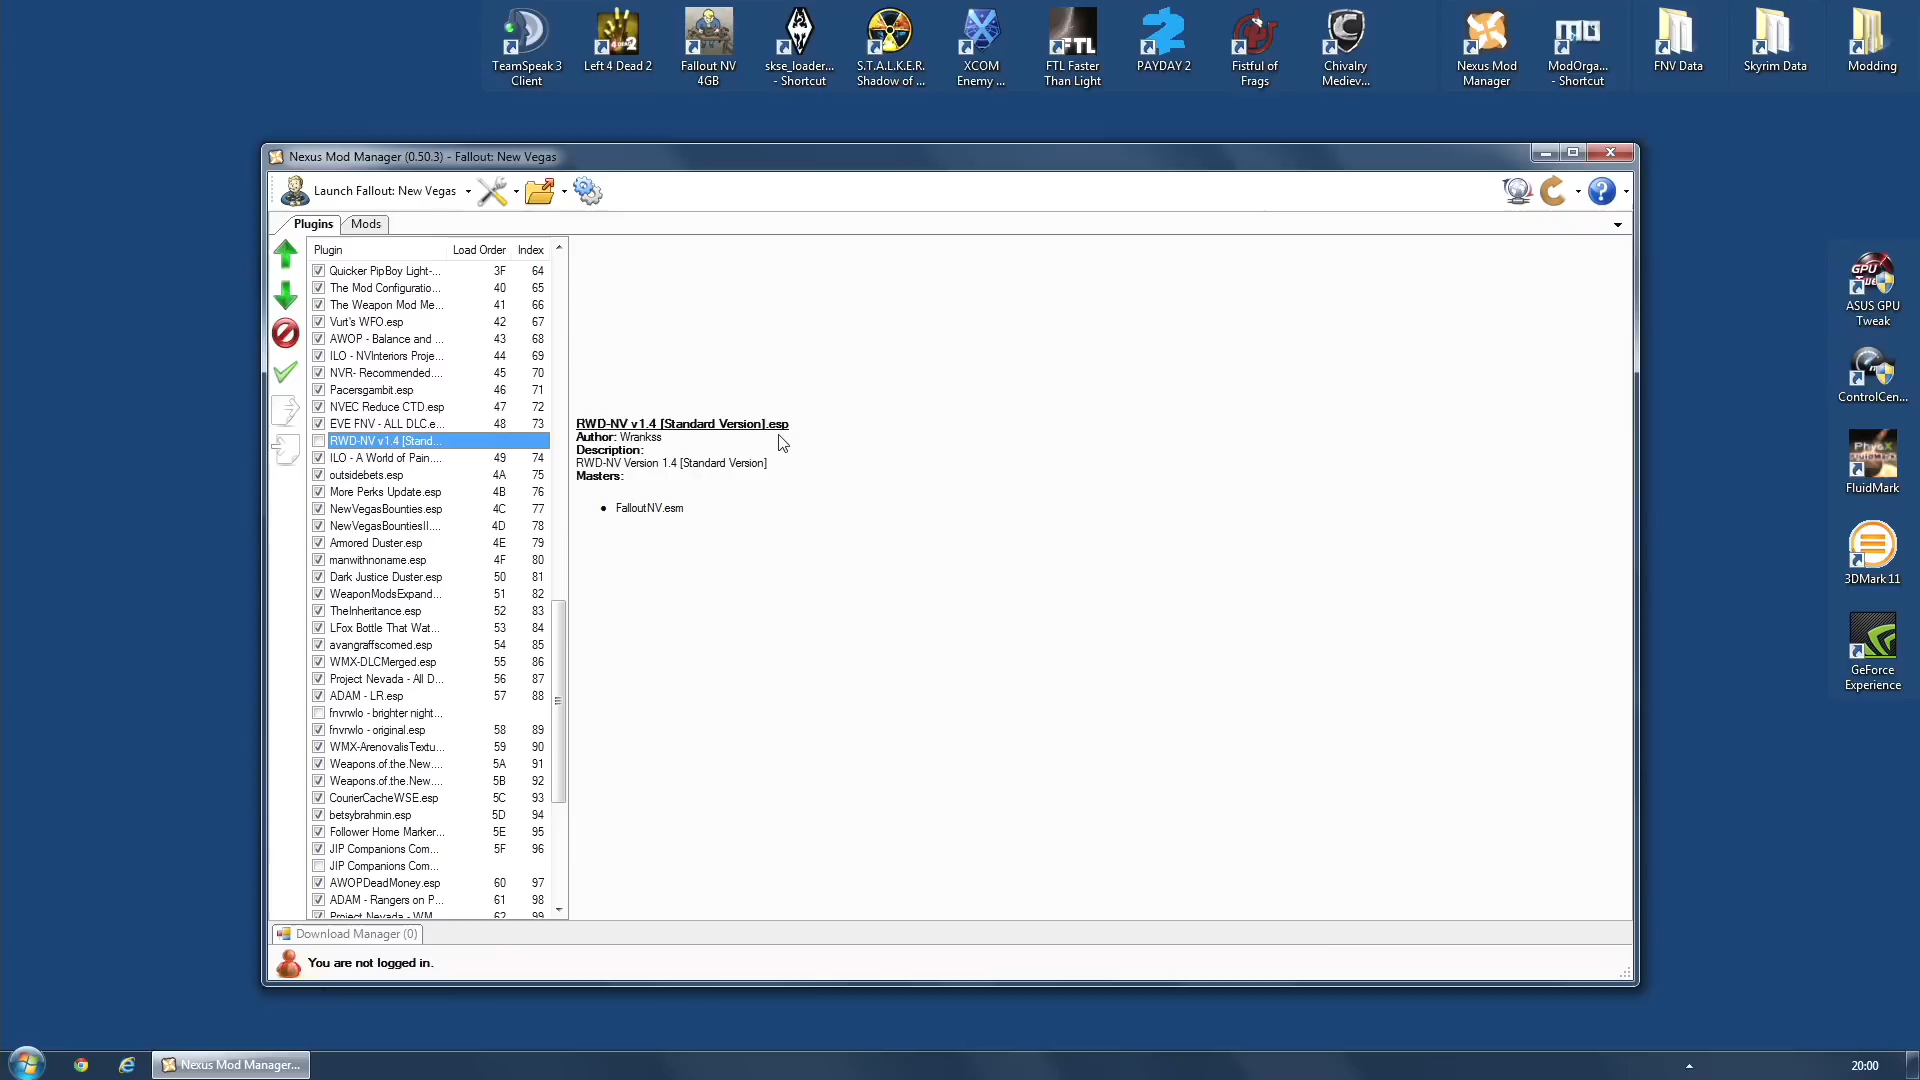 TeamSpeak 3
Client
Left 4 Dead 2
Fallout NV
4GB
skse_loader...
- Shortcut
S.T.A.L.K.E.R.
Shadow of ...
XCOM
Enemy ...
FTL Faster
Than Light
PAYDAY 2
Fistful of
Frags
Chivalry
Mediev...
Nexus Mod
Manager
ModOrga...
- Shortcut
FNV Data
Skyrim Data
Modding
Nexus Mod Manager (0.50.3) - Fallout: New Vegas
Launch Fallout: New Vegas
Plugins
Mods
Plugin Load Order Index
Quicker PipBoy Light-... 3F 64
The Mod Configuratio... 40 65
The Weapon Mod Me... 41 66
Vurt's WFO.esp 42 67
AWOP - Balance and ... 43 68
ILO - NVInteriors Proje... 44 69
NVR- Recommended.... 45 70
Pacersgambit.esp 46 71
NVEC Reduce CTD.esp 47 72
EVE FNV - ALL DLC.e... 48 73
RWD-NV v1.4 [Stand...
ILO - A World of Pain.... 49 74
outsidebets.esp 4A 75
More Perks Update.esp 4B 76
NewVegasBounties.esp 4C 77
NewVegasBountiesII.... 4D 78
Armored Duster.esp 4E 79
manwithnoname.esp 4F 80
Dark Justice Duster.esp 50 81
WeaponModsExpand... 51 82
TheInheritance.esp 52 83
LFox Bottle That Wat... 53 84
avangraffscorned.esp 54 85
WMX-DLCMerged.esp 55 86
Project Nevada - All D... 56 87
ADAM - LR.esp 57 88
fnvrwlo - brighter night...
fnvrwlo - original.esp 58 89
WMX-ArenovalisTextu... 59 90
Weapons.of.the.New.... 5A 91
Weapons.of.the.New.... 5B 92
CourierCacheWSE.esp 5C 93
betsybrahmin.esp 5D 94
Follower Home Marker... 5E 95
JIP Companions Com... 5F 96
JIP Companions Com...
AWOPDeadMoney.esp 60 97
ADAM - Rangers on P... 61 98
Project Nevada - WM... 62 99
RWD-NV v1.4 [Standard Version].esp
Author: Wrankss
Description:
RWD-NV Version 1.4 [Standard Version]
Masters:
• FalloutNV.esm
Download Manager (0)
You are not logged in.
ASUS GPU
Tweak
ControlCen...
FluidMark
3DMark 11
GeForce
Experience
Nexus Mod Manager...
20:00